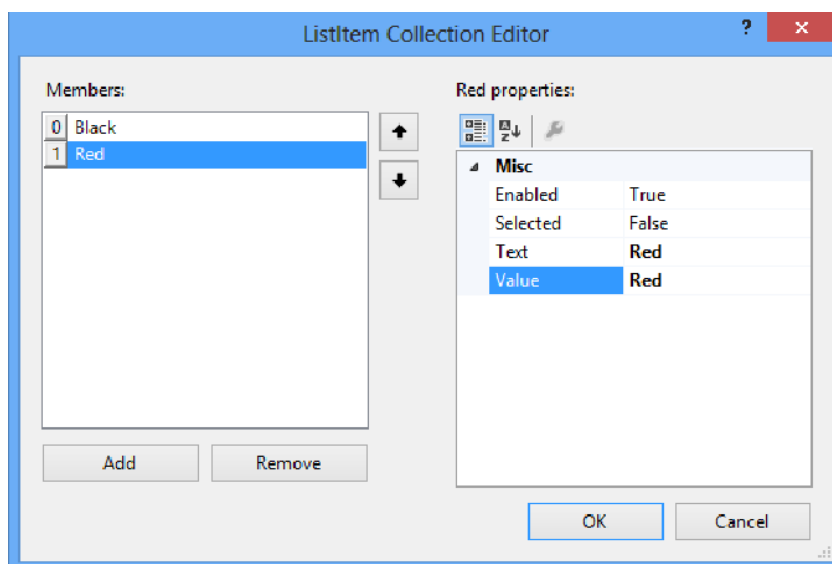 ListItem Collection Editor
?
x
Members:
0 Black
1 Red
Add
Remove
Red properties:
A
Z
Misc
Enabled True
Selected False
Text Red
Value Red
OK
Cancel